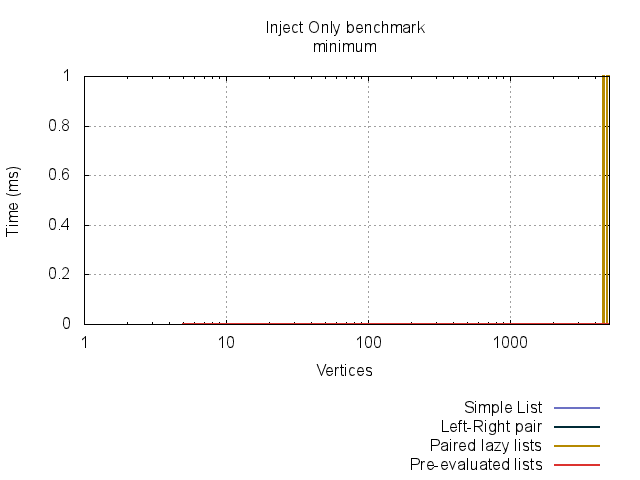 Inject Only benchmark
minimum
1
0.8
0.6
0.4
0.2
0
Time (ms)
1 10 100 1000
Vertices
Simple List
Left-Right pair
Paired lazy lists
Pre-evaluated lists